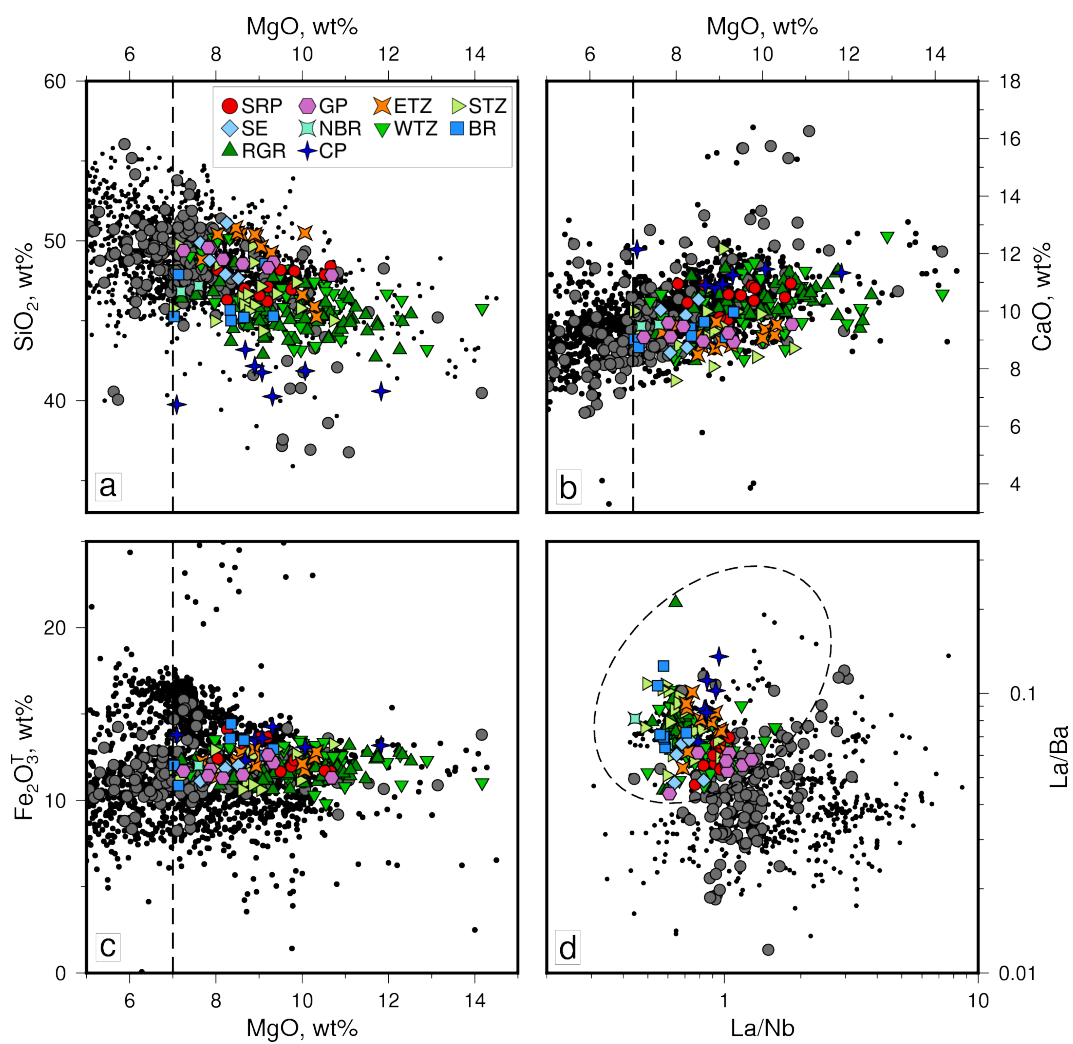 MgO, wt% MgO, wt%
6 8 10 12 14 6 8 10 12 14
60 50 40
SiO2, wt%
SRP GP ETZ STZ
SE NBR WTZ BR
RGR CP
a
18 16 14 12 10 8 6 4
CaO, wt%
b
20 10 0
Fe2O3T, wt%
c
6 8 10 12 14
MgO, wt%
d
0.1 0.01
La/Ba
1 10
La/Nb